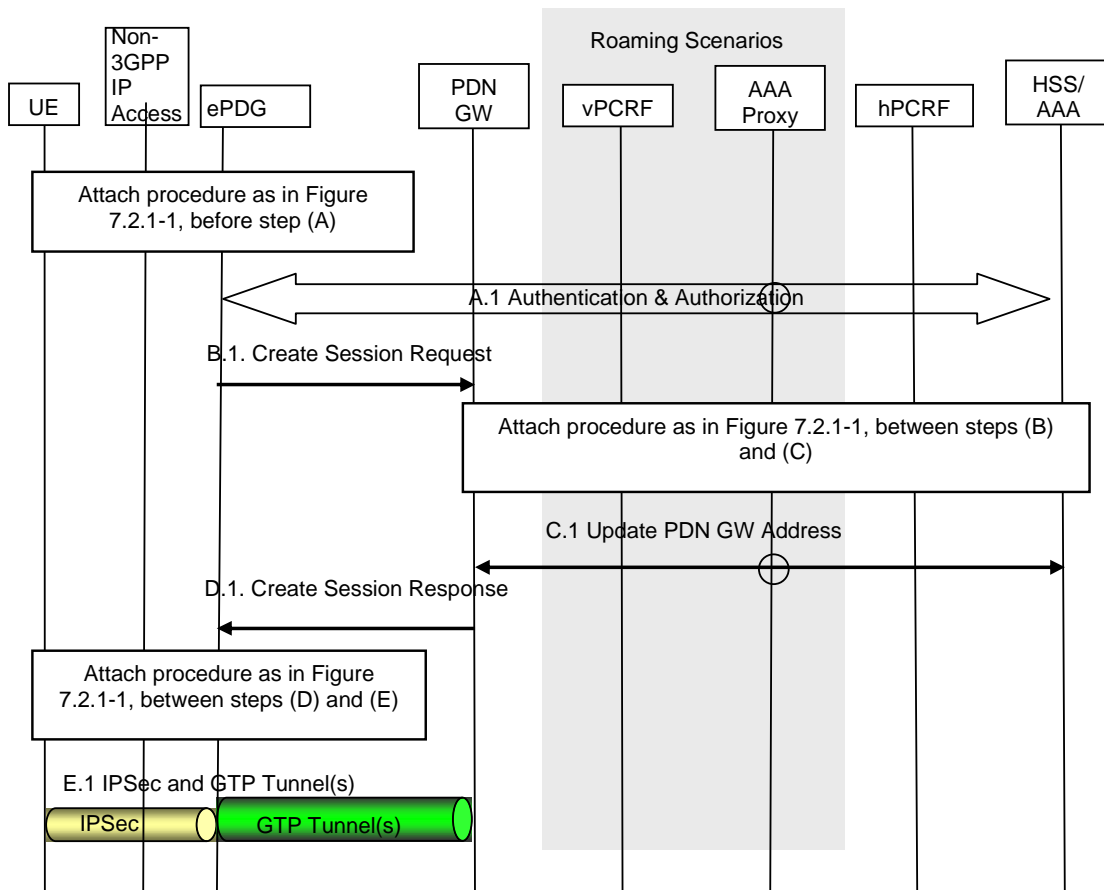 Roaming Scenarios
Non-
3GPP
IP
Access
UE
ePDG
PDN
GW
vPCRF
AAA
Proxy
hPCRF
HSS/
AAA
Attach procedure as in Figure
7.2.1-1, before step (A)
A.1 Authentication & Authorization
B.1. Create Session Request
Attach procedure as in Figure 7.2.1-1, between steps (B)
and (C)
C.1 Update PDN GW Address
D.1. Create Session Response
Attach procedure as in Figure
7.2.1-1, between steps (D) and (E)
E.1 IPSec and GTP Tunnel(s)
IPSec
GTP Tunnel(s)